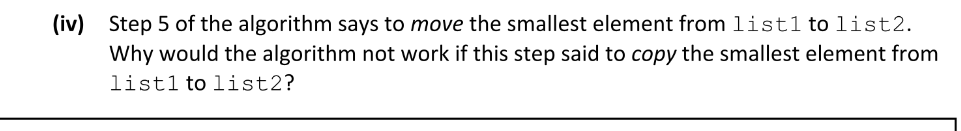 (iv) Step 5 of the algorithm says to move the smallest element from list1 to list2.
Why would the algorithm not work if this step said to copy the smallest element from
list1 to list2?